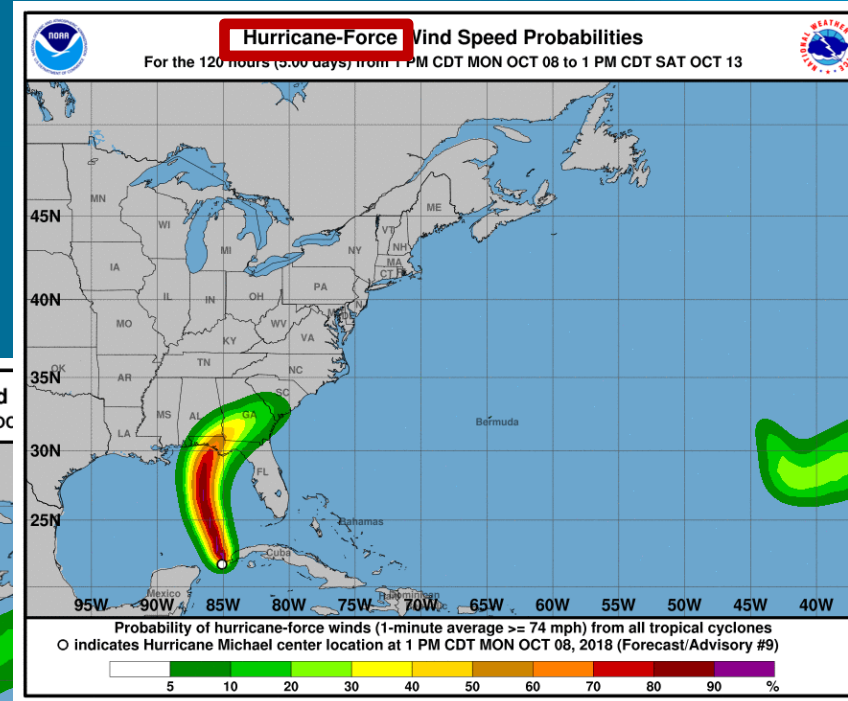 Hurricane-Force Wind Speed Probabilities
For the 120 hours (5.00 days) from 1 PM CDT MON OCT 08 to 1 PM CDT SAT OCT 13
NOAA
NATIONAL WEATHER
MN
ME
45N
WI
VT
NH
MI
NY
MA
CT
IA
PA
40N
IL
IN
OH
MO
WV
KY
VA
OK
35N
TN
NC
AR
SC
MS
AL
GA
Bermuda
LA
30N
FL
25N
Bahamas
Cuba
Mexico
95W 90W 85W 80W 75W 70W 65W 60W 55W 50W 45W 40W
Probability of hurricane-force winds (1-minute average >= 74 mph) from all tropical cyclones
O indicates Hurricane Michael center location at 1 PM CDT MON OCT 08, 2018 (Forecast/Advisory #9)
5 10 20 30 40 50 60 70 80 90 %